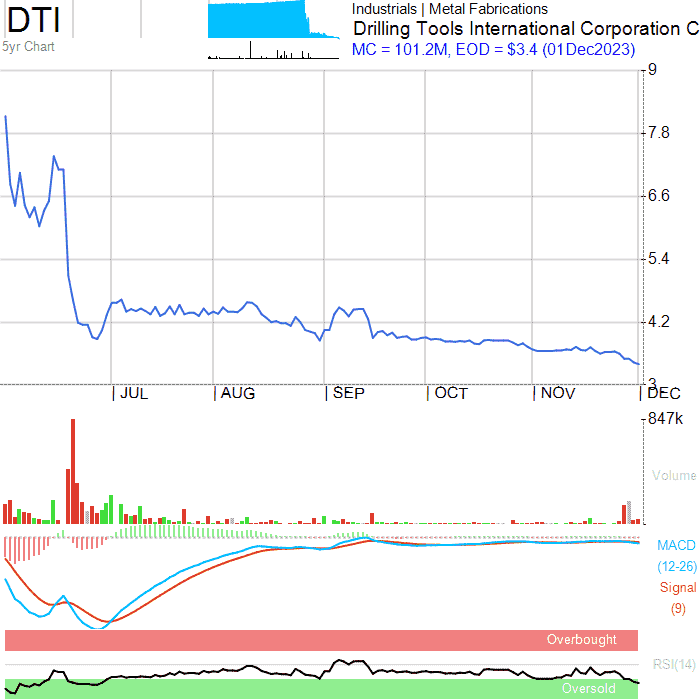 DTI
5yr Chart
Industrials | Metal Fabrications
Drilling Tools International Corporation C
MC = 101.2M, EOD = $3.4 (01Dec2023)
9
7.8
6.6
5.4
4.2
3
JUL
AUG
SEP
OCT
NOV
DEC
847k
Volume
MACD
(12-26)
Signal
(9)
Overbought
RSI(14)
Oversold